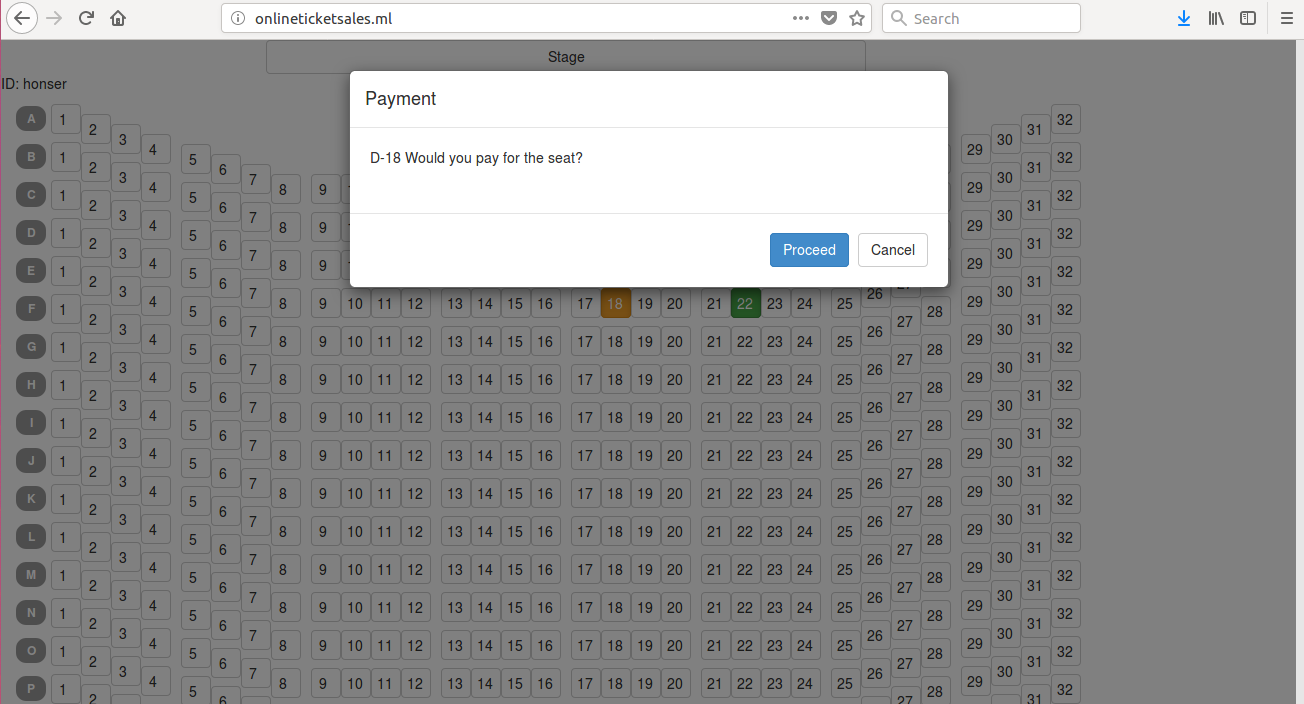 onlineticketsales.ml
Search
Stage
ID: honser
Payment
D-18 Would you pay for the seat?
Proceed Cancel
A 1 2 3 4 5 6 7 8 9 29 30 31 32
B 1 2 3 4 5 6 7 8 9 29 30 31 32
C 1 2 3 4 5 6 7 8 9 29 30 31 32
D 1 2 3 4 5 6 7 8 9 10 11 12 13 14 15 16 17 18 19 20 21 22 23 24 25 26 29 30 31 32
E 1 2 3 4 5 6 7 8 9 10 11 12 13 14 15 16 17 18 19 20 21 22 23 24 25 26 27 28 29 30 31 32
F 1 2 3 4 5 6 7 8 9 10 11 12 13 14 15 16 17 18 19 20 21 22 23 24 25 26 27 28 29 30 31 32
G 1 2 3 4 5 6 7 8 9 10 11 12 13 14 15 16 17 18 19 20 21 22 23 24 25 26 27 28 29 30 31 32
H 1 2 3 4 5 6 7 8 9 10 11 12 13 14 15 16 17 18 19 20 21 22 23 24 25 26 27 28 29 30 31 32
I 1 2 3 4 5 6 7 8 9 10 11 12 13 14 15 16 17 18 19 20 21 22 23 24 25 26 27 28 29 30 31 32
J 1 2 3 4 5 6 7 8 9 10 11 12 13 14 15 16 17 18 19 20 21 22 23 24 25 26 27 28 29 30 31 32
K 1 2 3 4 5 6 7 8 9 10 11 12 13 14 15 16 17 18 19 20 21 22 23 24 25 26 27 28 29 30 31 32
L 1 2 3 4 5 6 7 8 9 10 11 12 13 14 15 16 17 18 19 20 21 22 23 24 25 26 27 28 29 30 31 32
M 1 2 3 4 5 6 7 8 9 10 11 12 13 14 15 16 17 18 19 20 21 22 23 24 25 26 27 28 29 30 31 32
N 1 2 3 4 5 6 7 8 9 10 11 12 13 14 15 16 17 18 19 20 21 22 23 24 25 26 27 28 29 30 31 32
O 1 2 3 4 5 6 27 28 29 30 31 32
P 1 2 31 32